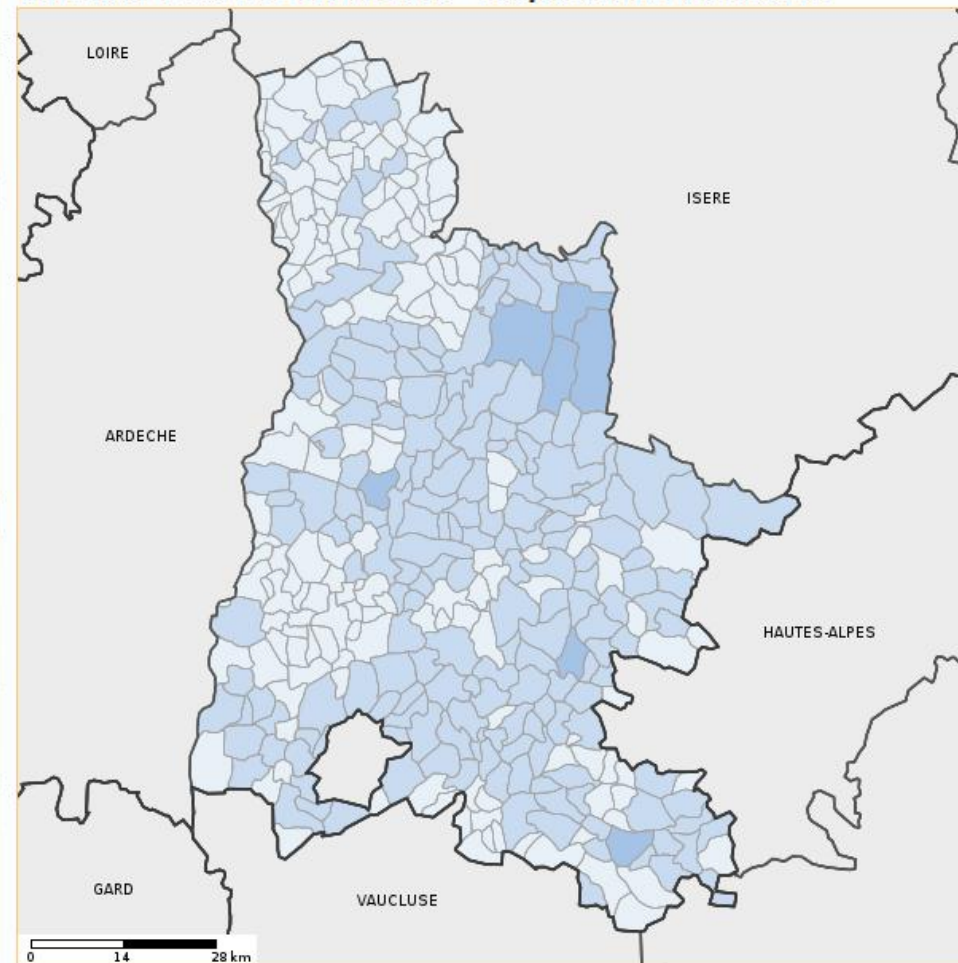 LOIRE
ISERE
ARDECHE
HAUTES-ALPES
GARD
VAUCLUSE
0 14 28 km